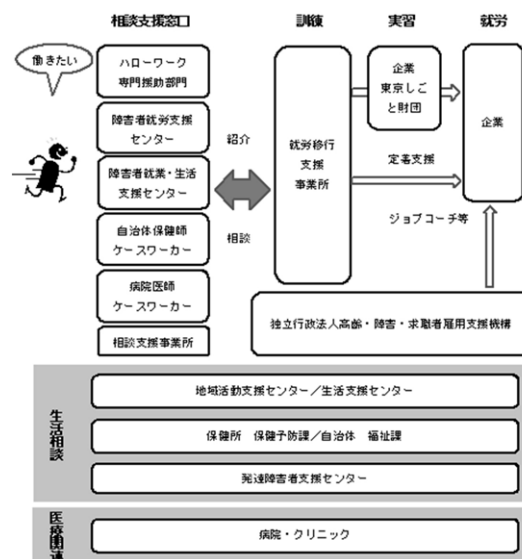 相談支援窓口
訓練
実習
就労
働きたい
ハローワーク
専門援助部門
障害者就労支援
センター
障害者就業・生活
支援センター
自治体保健師
ケースワーカー
病院医師
ケースワーカー
相談支援事業所
紹介
相談
就労移行
支援
事業所
企業
東京しご
と財団
企業
定着支援
ジョブコーチ等
独立行政法人高齢・障害・求職者雇用支援機構
生活相談
地域活動支援センター／生活支援センター
保健所　保健予防課／自治体　福祉課
発達障害者支援センター
医療関連
病院・クリニック